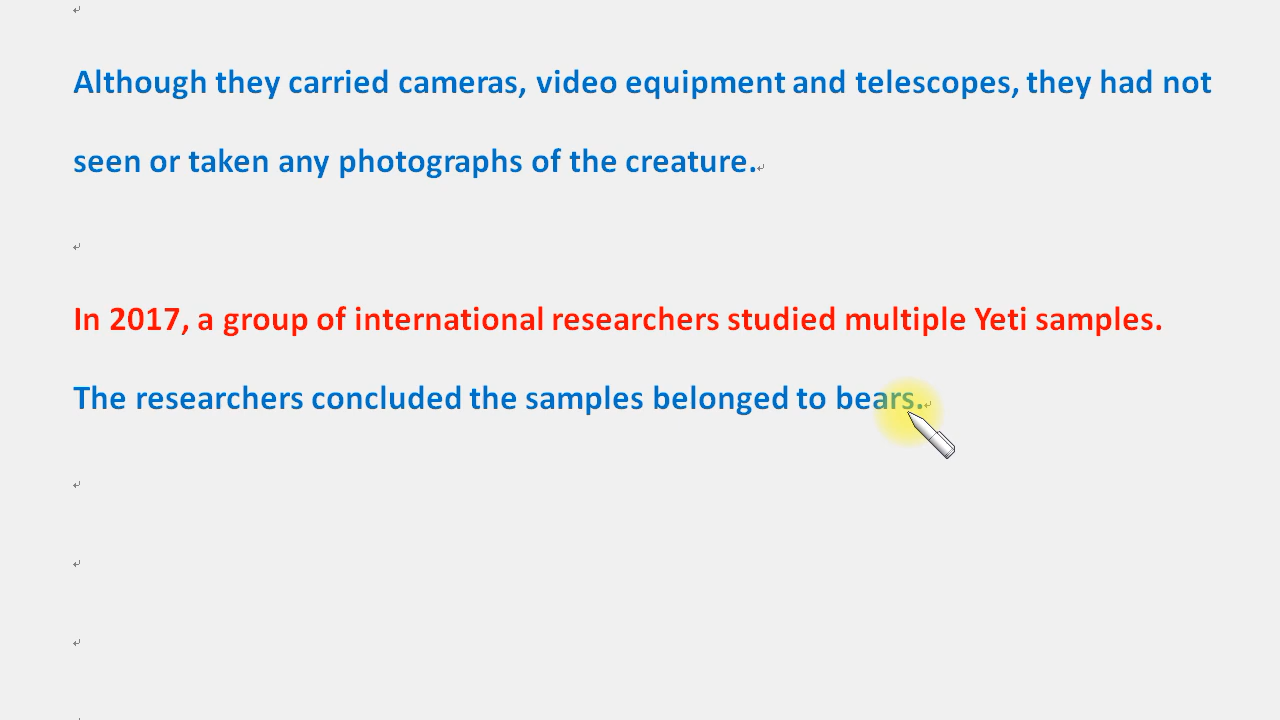 Although they carried cameras, video equipment and telescopes, they had not
seen or taken any photographs of the creature.
In 2017, a group of international researchers studied multiple Yeti samples.
The researchers concluded the samples belonged to bears.